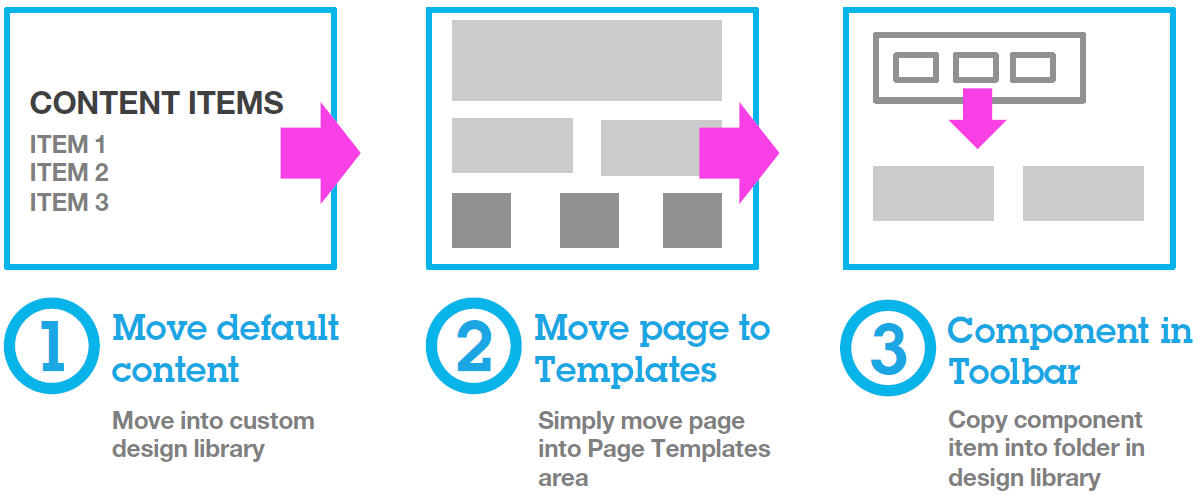 CONTENT ITEMS
ITEM 1
ITEM 2
ITEM 3
1
Move default
content
Move into custom
design library
2
Move page to
Templates
Simply move page
into Page Templates
area
3
Component in
Toolbar
Copy component
item into folder in
design library